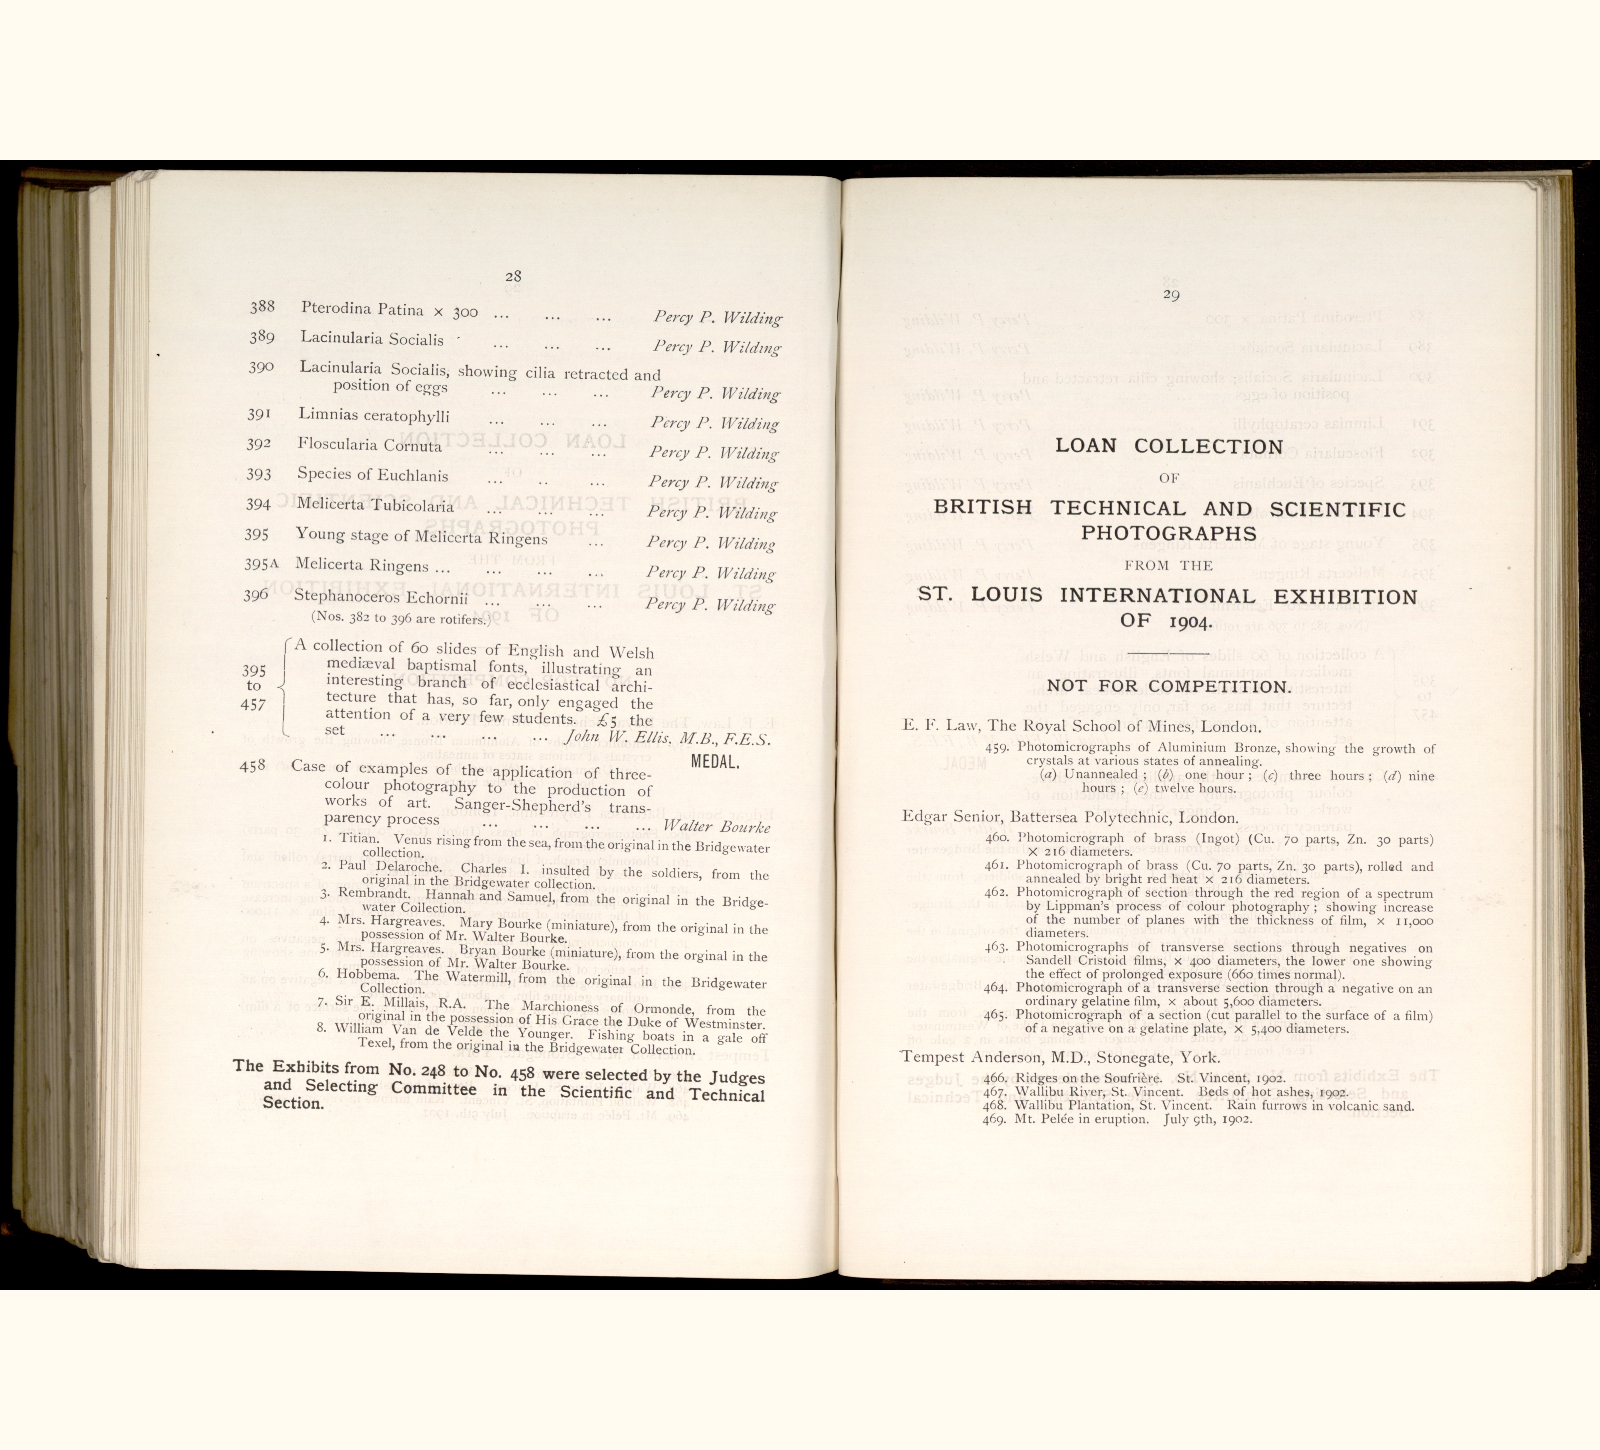 28
388 Pterodina Patina × 300 ... ... ... Percy P. Wilding
389 Lacinularia Socialis ... ... Percy P. Wilding
390 Lacinularia Socialis, showing cilia retracted and
position of eggs ... ... ... Percy P. Wilding
391 Limnias ceratophylli ... ... ... Percy P. Wilding
392 Floscularia Cornuta ... ... ... Percy P. Wilding
393 Species of Euchlanis ... .. ... Percy P. Wilding
394 Melicerta Tubicolaria ... ... ... Percy P. Wilding
395 Young stage of Melicerta Ringens ... Percy P. Wilding
395A Melicerta Ringens ... ... ... ... Percy P. Wilding
396 Stephanoceros Echornii ... ... ... Percy P. Wilding
(Nos. 382 to 396 are rotifers.)
395 to 457 A collection of 60 slides of English and Welsh
mediæval baptismal fonts, illustrating an
interesting branch of ecclesiastical archi-
tecture that has, so far, only engaged the
attention of a very few students. £5 the
set ... ... ... ... John W. Ellis, M.B., F.E.S.
MEDAL.
458 Case of examples of the application of three-
colour photography to the production of
works of art. Sanger-Shepherd's trans-
parency process ... ... ... ... Walter Bourke
1. Titian. Venus rising from the sea, from the original in the Bridgewater
collection.
2. Paul Delaroche. Charles I. insulted by the soldiers, from the
original in the Bridgewater collection.
3. Rembrandt. Hannah and Samuel, from the original in the Bridge-
water Collection.
4. Mrs. Hargreaves. Mary Bourke (miniature), from the original in the
possession of Mr. Walter Bourke.
5. Mrs. Hargreaves. Bryan Bourke (miniature), from the orginal in the
possession of Mr. Walter Bourke.
6. Hobbema. The Watermill, from the original in the Bridgewater
Collection.
7. Sir E. Millais, R.A. The Marchioness of Ormonde, from the
original in the possession of His Grace the Duke of Westminster.
8. William Van de Velde the Younger. Fishing boats in a gale off
Texel, from the original in the Bridgewater Collection.
The Exhibits from No. 248 to No. 458 were selected by the Judges
and Selecting Committee in the Scientific and Technical
Section.
29
LOAN COLLECTION
OF
BRITISH TECHNICAL AND SCIENTIFIC
PHOTOGRAPHS
FROM THE
ST. LOUIS INTERNATIONAL EXHIBITION
OF 1904.
NOT FOR COMPETITION.
E. F. Law, The Royal School of Mines, London.
459. Photomicrographs of Aluminium Bronze, showing the growth of
crystals at various states of annealing.
(a) Unannealed; (b) one hour; (c) three hours; (d) nine
hours; (e) twelve hours.
Edgar Senior, Battersea Polytechnic, London.
460. Photomicrograph of brass (Ingot) (Cu. 70 parts, Zn. 30 parts)
× 216 diameters.
461. Photomicrograph of brass (Cu. 70 parts, Zn. 30 parts), rolled and
annealed by bright red heat × 216 diameters.
462. Photomicrograph of section through the red region of a spectrum
by Lippman's process of colour photography; showing increase
of the number of planes with the thickness of film, × 11,000
diameters.
463. Photomicrographs of transverse sections through negatives on
Sandell Cristoid films, × 400 diameters, the lower one showing
the effect of prolonged exposure (660 times normal).
464. Photomicrograph of a transverse section through a negative on an
ordinary gelatine film, × about 5,600 diameters.
465. Photomicrograph of a section (cut parallel to the surface of a film)
of a negative on a gelatine plate, × 5,400 diameters.
Tempest Anderson, M.D., Stonegate, York.
466. Ridges on the Soufrière. St. Vincent, 1902.
467. Wallibu River, St. Vincent. Beds of hot ashes, 1902.
468. Wallibu Plantation, St. Vincent. Rain furrows in volcanic sand.
469. Mt. Pelée in eruption. July 9th, 1902.